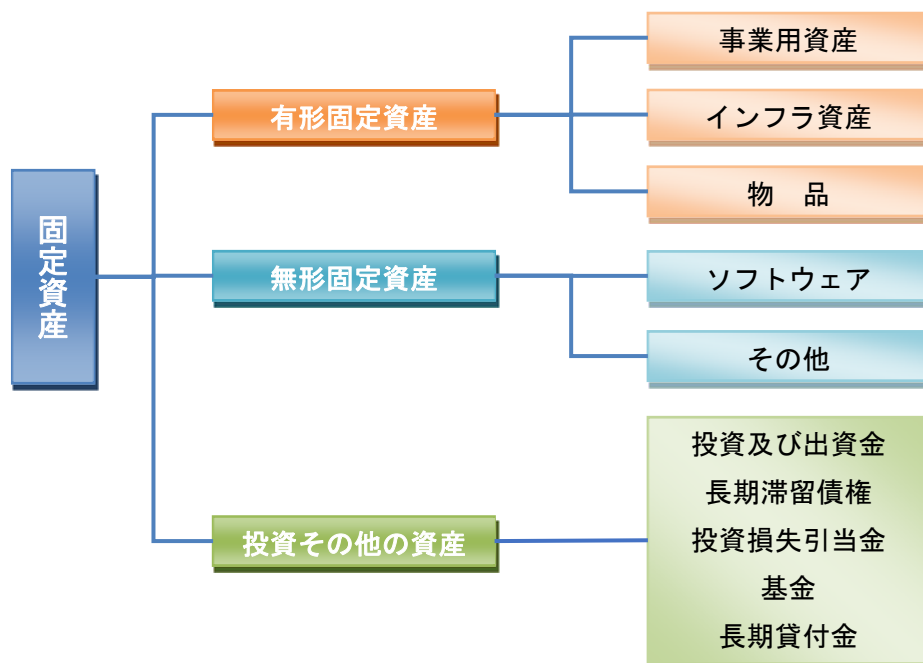 固定資産
有形固定資産
事業用資産
インフラ資産
物　品
無形固定資産
ソフトウェア
その他
投資その他の資産
投資及び出資金
長期滞留債権
投資損失引当金
基金
長期貸付金